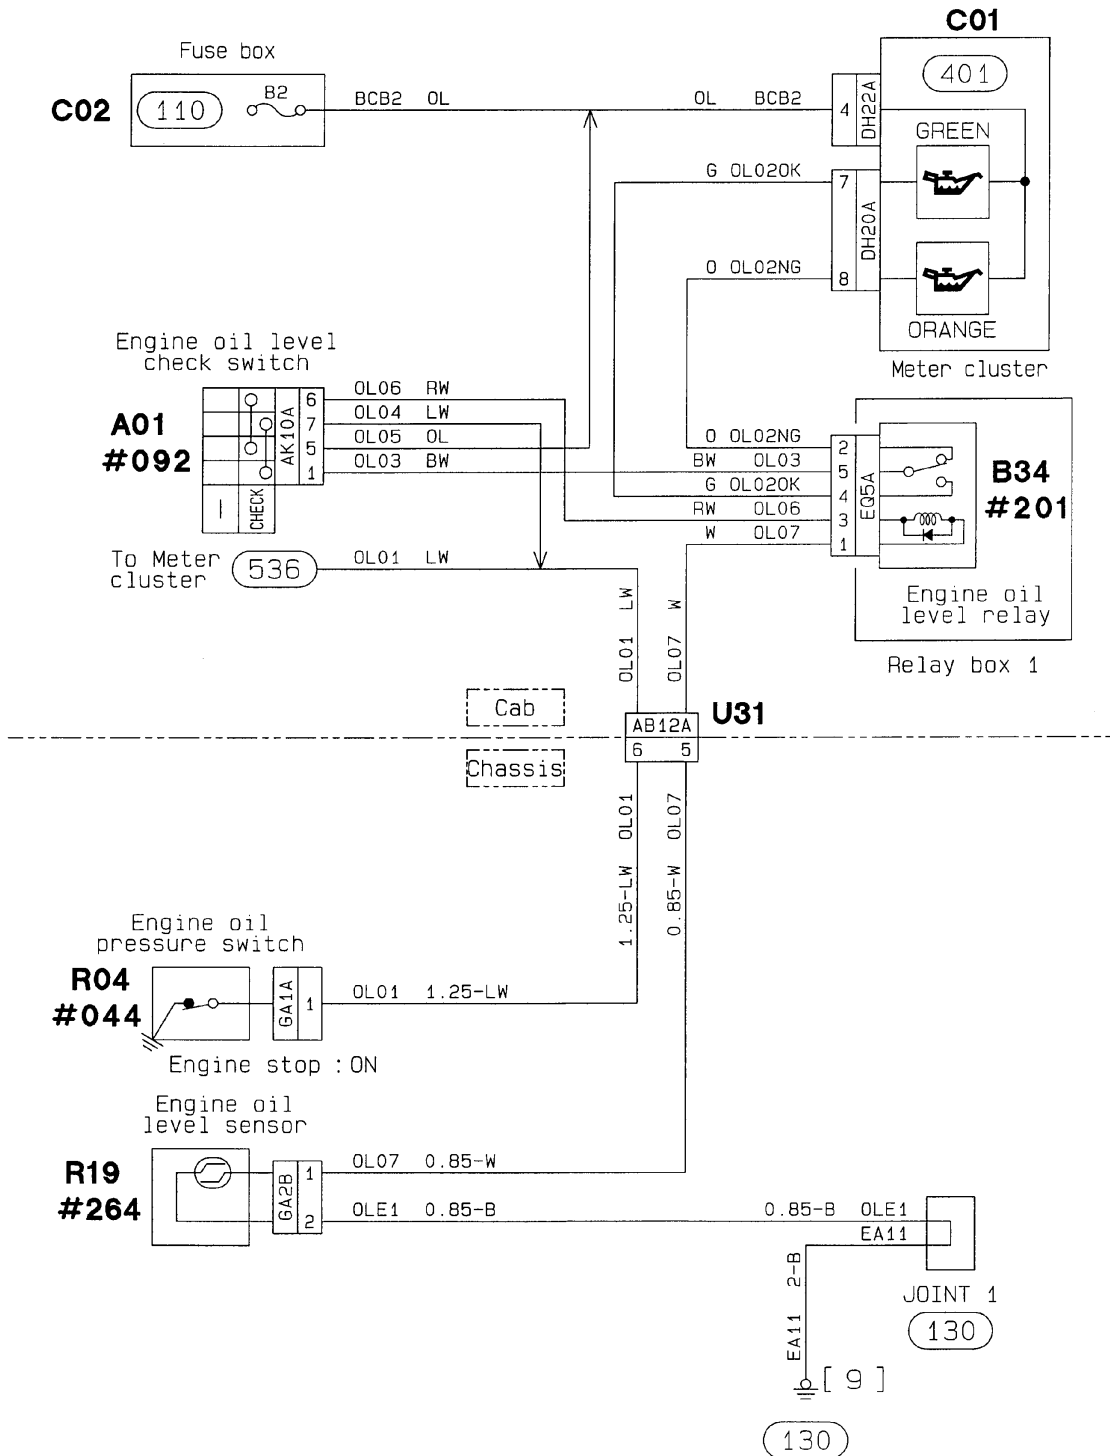 C01
Fuse box
C02
110
B2
BCB2 OL
OL BCB2
4
DH22A
401
GREEN
G OL02OK
7
DH20A
O OL02NG
8
ORANGE
Meter cluster
Engine oil level
check switch
A01
#092
CHECK
AK10A
6
7
5
1
OL06 RW
OL04 LW
OL05 OL
OL03 BW
O OL02NG
BW OL03
G OL02OK
RW OL06
W OL07
2
5
4
3
1
EQ5A
B34
#201
Engine oil
level relay
Relay box 1
To Meter
cluster
536
OL01 LW
OL01 LW
OL07 W
Cab
AB12A
U31
6 5
Chassis
1.25-LW OL01
0.85-W OL07
Engine oil
pressure switch
R04
#044
GA1A
1
OL01 1.25-LW
Engine stop : ON
Engine oil
level sensor
R19
#264
GA2B
1
2
OL07 0.85-W
OLE1 0.85-B
0.85-B OLE1
EA11
EA11 2-B
JOINT 1
130
[ 9 ]
130